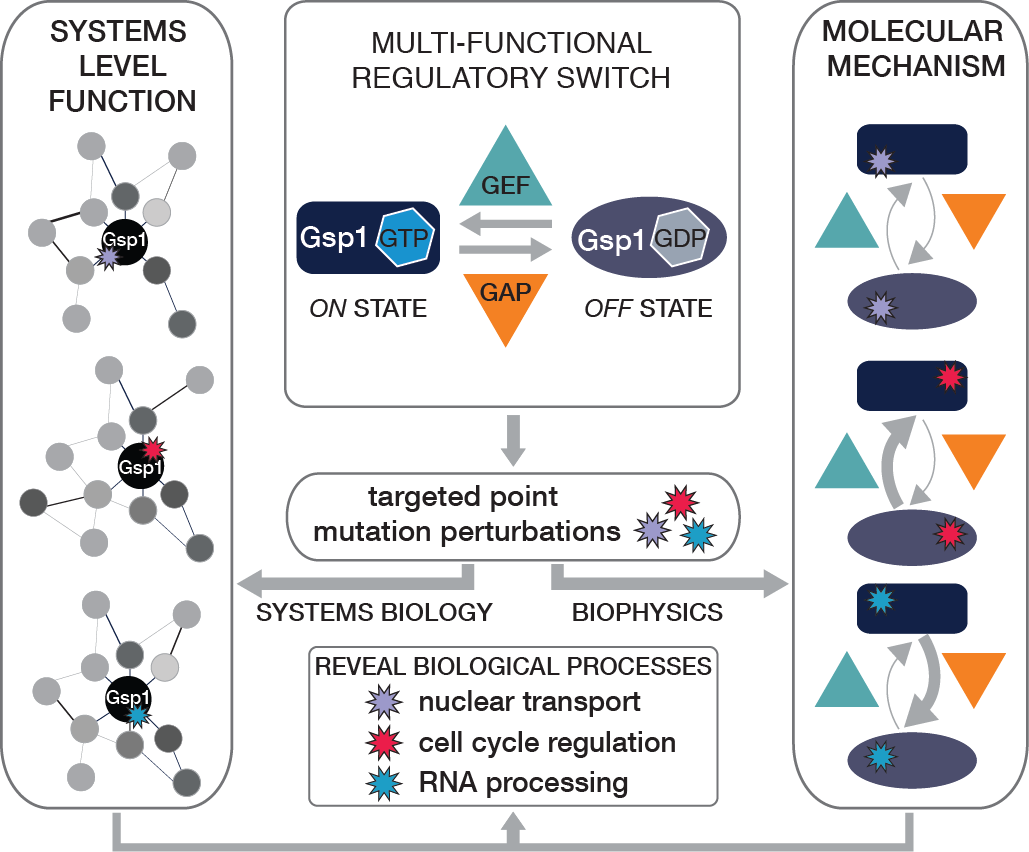 SYSTEMS
LEVEL
FUNCTION
Gsp1
Gsp1
Gsp1
MULTI-FUNCTIONAL
REGULATORY SWITCH
GEF
Gsp1 GTP
Gsp1 GDP
GAP
ON STATE
OFF STATE
targeted point
mutation perturbations
SYSTEMS BIOLOGY
BIOPHYSICS
REVEAL BIOLOGICAL PROCESSES
nuclear transport
cell cycle regulation
RNA processing
MOLECULAR
MECHANISM